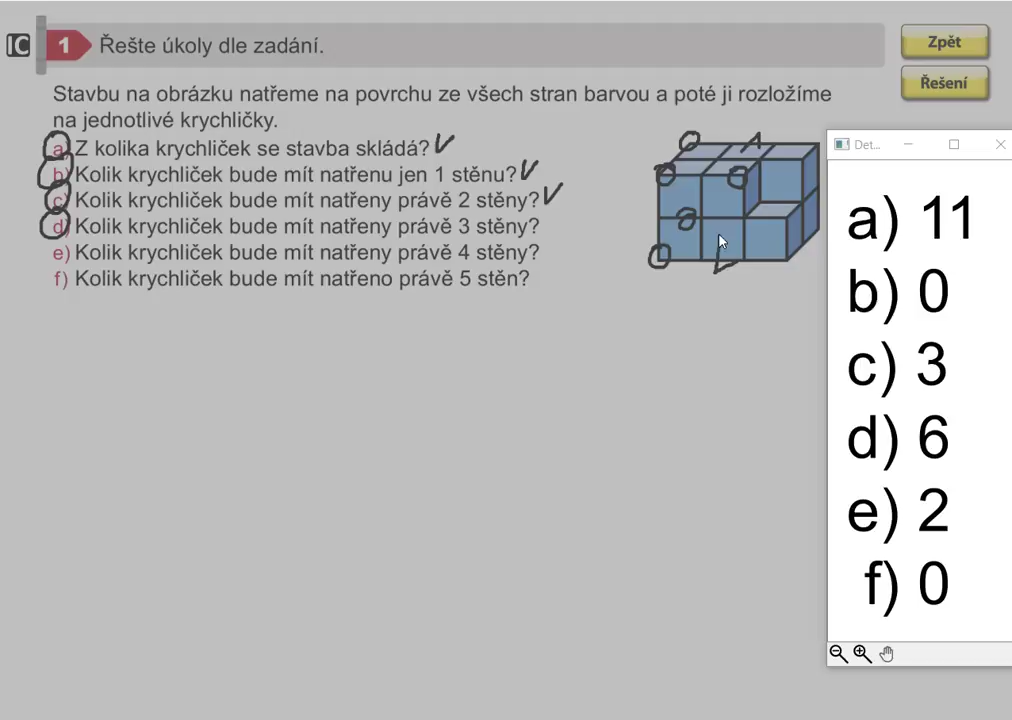 IC
1 Řešte úkoly dle zadání.
Zpět
Řešení
Stavbu na obrázku natřeme na povrchu ze všech stran barvou a poté ji rozložíme
na jednotlivé krychličky.
a) Z kolika krychliček se stavba skládá?
b) Kolik krychliček bude mít natřenu jen 1 stěnu?
c) Kolik krychliček bude mít natřeny právě 2 stěny?
d) Kolik krychliček bude mít natřeny právě 3 stěny?
e) Kolik krychliček bude mít natřeny právě 4 stěny?
f) Kolik krychliček bude mít natřeno právě 5 stěn?
Det...
a) 11
b) 0
c) 3
d) 6
e) 2
f) 0